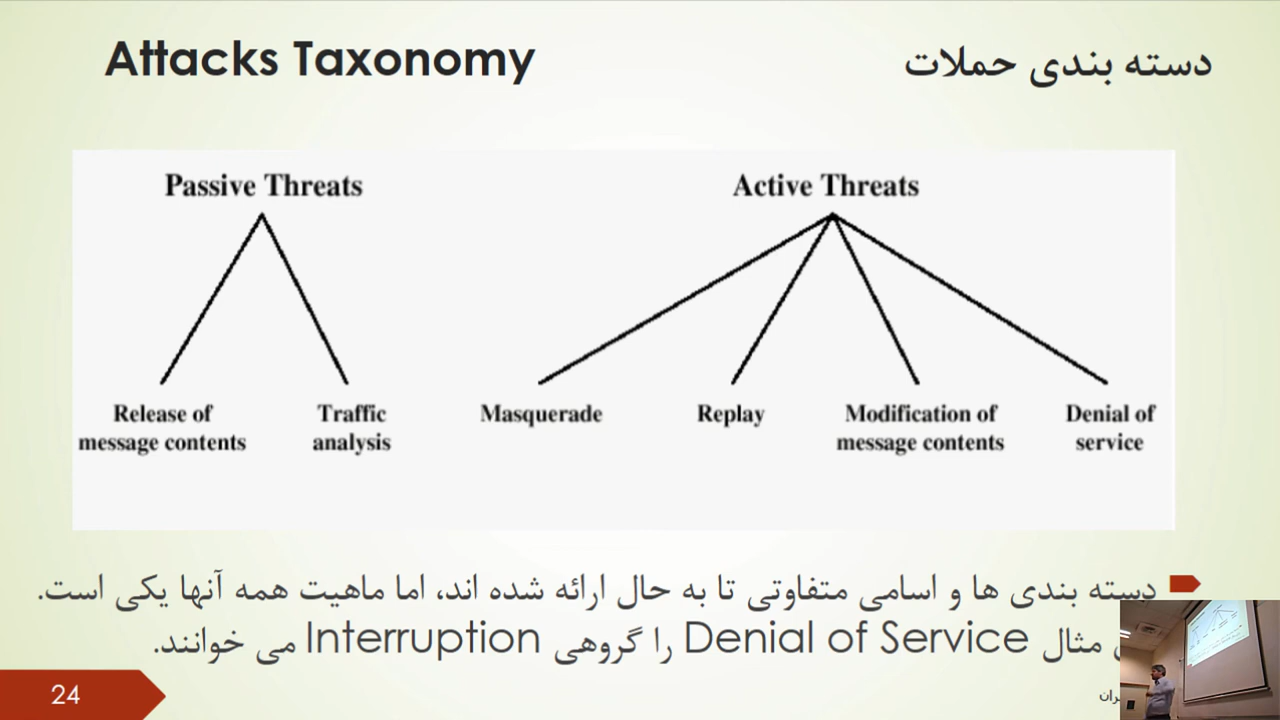 Attacks Taxonomy
دسته بندی حملات
Passive Threats
Active Threats
Release of
message contents
Traffic
analysis
Masquerade
Replay
Modification of
message contents
Denial of
service
دسته بندی ها و اسامی متفاوتی تا به حال ارائه شده اند، اما ماهیت همه آنها یکی است.
مثال Denial of Service را گروهی Interruption می خوانند.
24